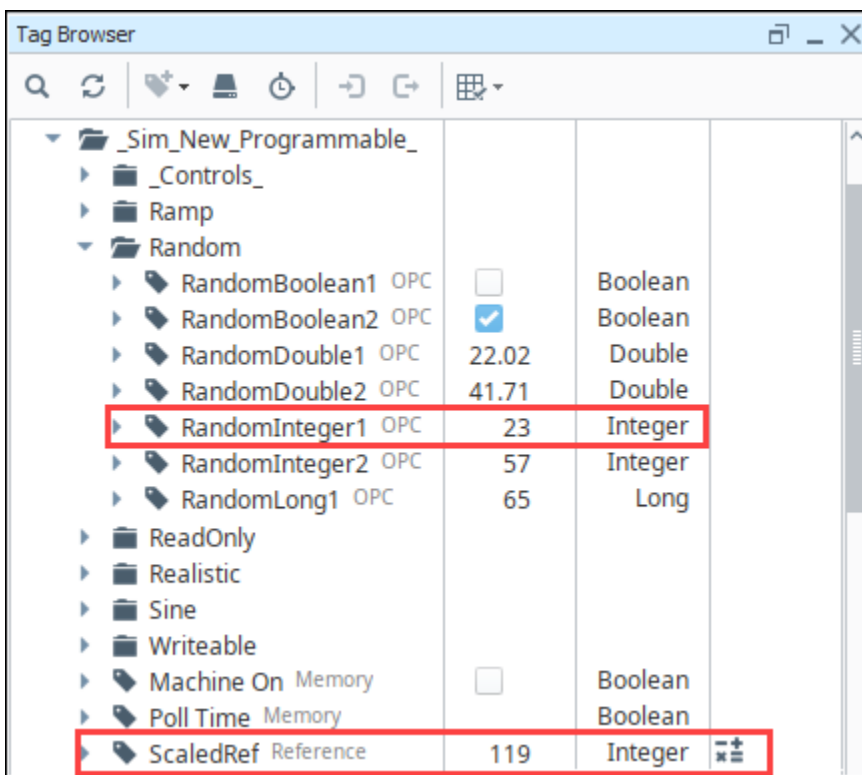 Tag Browser
_Sim_New_Programmable_
_Controls_
Ramp
Random
RandomBoolean1 OPC Boolean
RandomBoolean2 OPC Boolean
RandomDouble1 OPC 22.02 Double
RandomDouble2 OPC 41.71 Double
RandomInteger1 OPC 23 Integer
RandomInteger2 OPC 57 Integer
RandomLong1 OPC 65 Long
ReadOnly
Realistic
Sine
Writeable
Machine On Memory Boolean
Poll Time Memory Boolean
ScaledRef Reference 119 Integer